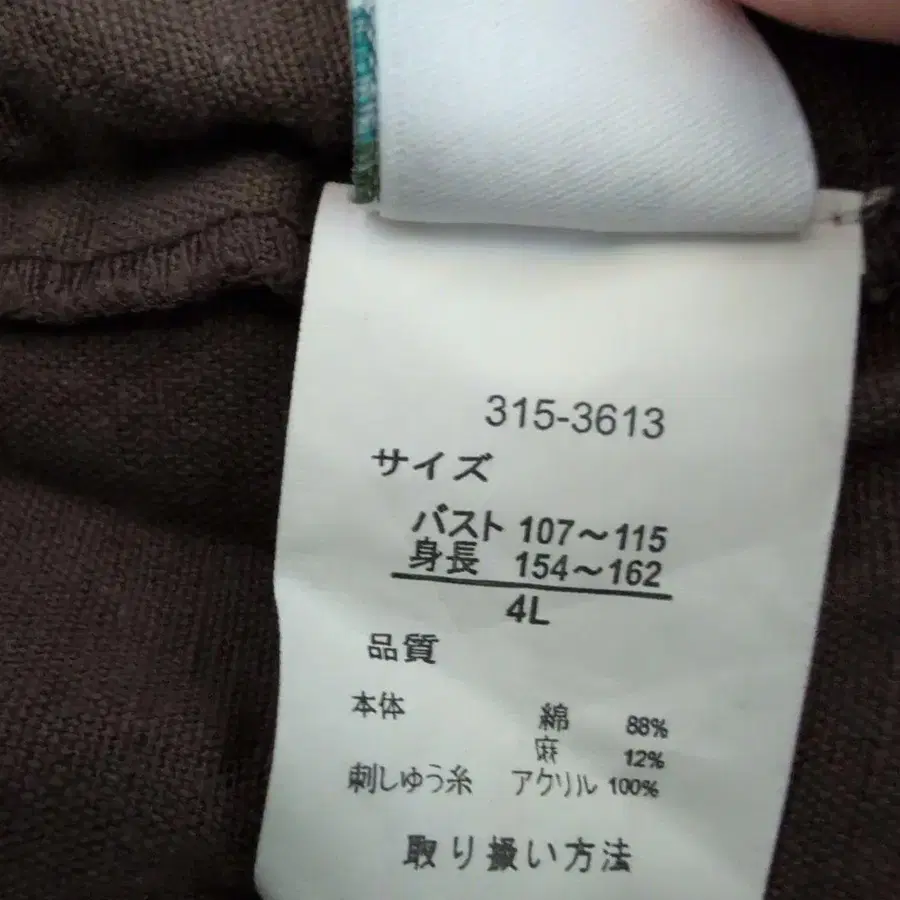 315-3613
サイズ
バスト 107～115
身長 154～162
4L
品質
本体 綿 88%
麻 12%
刺しゅう糸 アクリル 100%
取り扱い方法